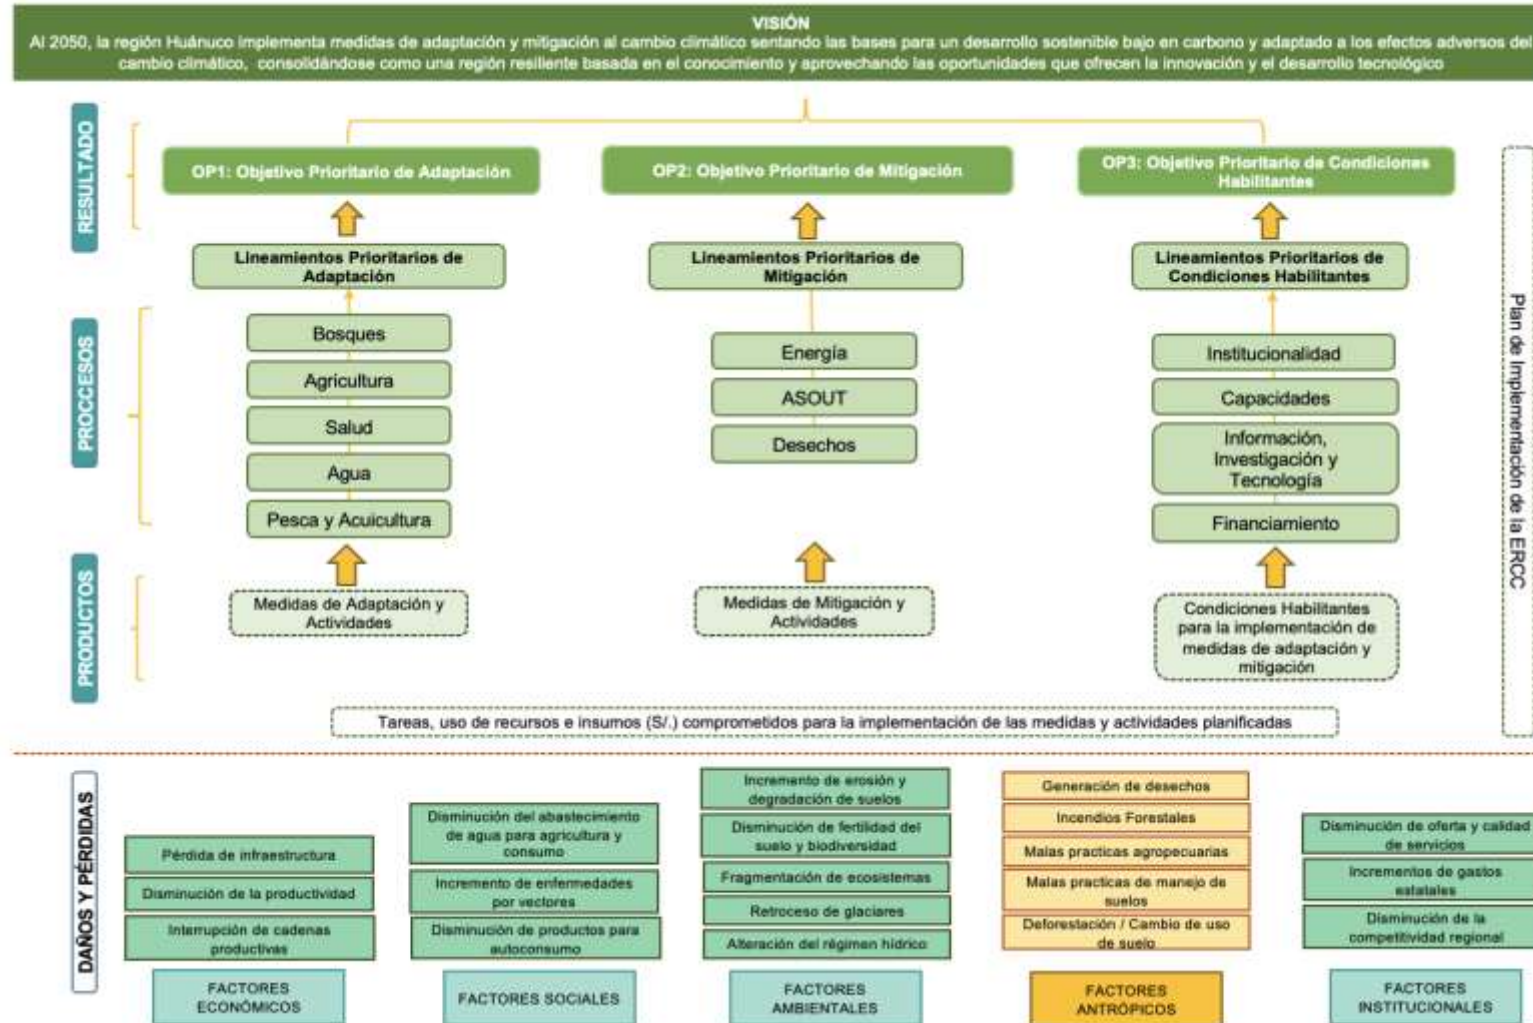 VISIÓN
Al 2050, la región Huánuco implementa medidas de adaptación y mitigación al cambio climático sentando las bases para un desarrollo sostenible bajo en carbono y adaptado a los efectos adversos del
cambio climático, consolidándose como una región resiliente basada en el conocimiento y aprovechando las oportunidades que ofrecen la innovación y el desarrollo tecnológico
RESULTADO
OP1: Objetivo Prioritario de Adaptación
OP2: Objetivo Prioritario de Mitigación
OP3: Objetivo Prioritario de Condiciones
Habilitantes
Lineamientos Prioritarios de
Adaptación
Lineamientos Prioritarios de
Mitigación
Lineamientos Prioritarios de
Condiciones Habilitantes
PROCCESOS
Bosques
Agricultura
Salud
Agua
Pesca y Acuicultura
Energía
ASOUT
Desechos
Institucionalidad
Capacidades
Información,
Investigación y
Tecnología
Financiamiento
Plan de Implementación de la ERCC
PRODUCTOS
Medidas de Adaptación y
Actividades
Medidas de Mitigación y
Actividades
Condiciones Habilitantes
para la implementación de
medidas de adaptación y
mitigación
Tareas, uso de recursos e insumos (S/.) comprometidos para la implementación de las medidas y actividades planificadas
DAÑOS Y PÉRDIDAS
Pérdida de infraestructura
Disminución de la productividad
Interrupción de cadenas
productivas
FACTORES
ECONÓMICOS
Disminución del abastecimiento
de agua para agricultura y
consumo
Incremento de enfermedades
por vectores
Disminución de productos para
autoconsumo
FACTORES SOCIALES
Incremento de erosión y
degradación de suelos
Disminución de fertilidad del
suelo y biodiversidad
Fragmentación de ecosistemas
Retroceso de glaciares
Alteración del régimen hídrico
FACTORES
AMBIENTALES
Generación de desechos
Incendios Forestales
Malas practicas agropecuarias
Malas practicas de manejo de
suelos
Deforestación / Cambio de uso
de suelo
FACTORES
ANTRÓPICOS
Disminución de oferta y calidad
de servicios
Incrementos de gastos
estatales
Disminución de la
competitividad regional
FACTORES
INSTITUCIONALES